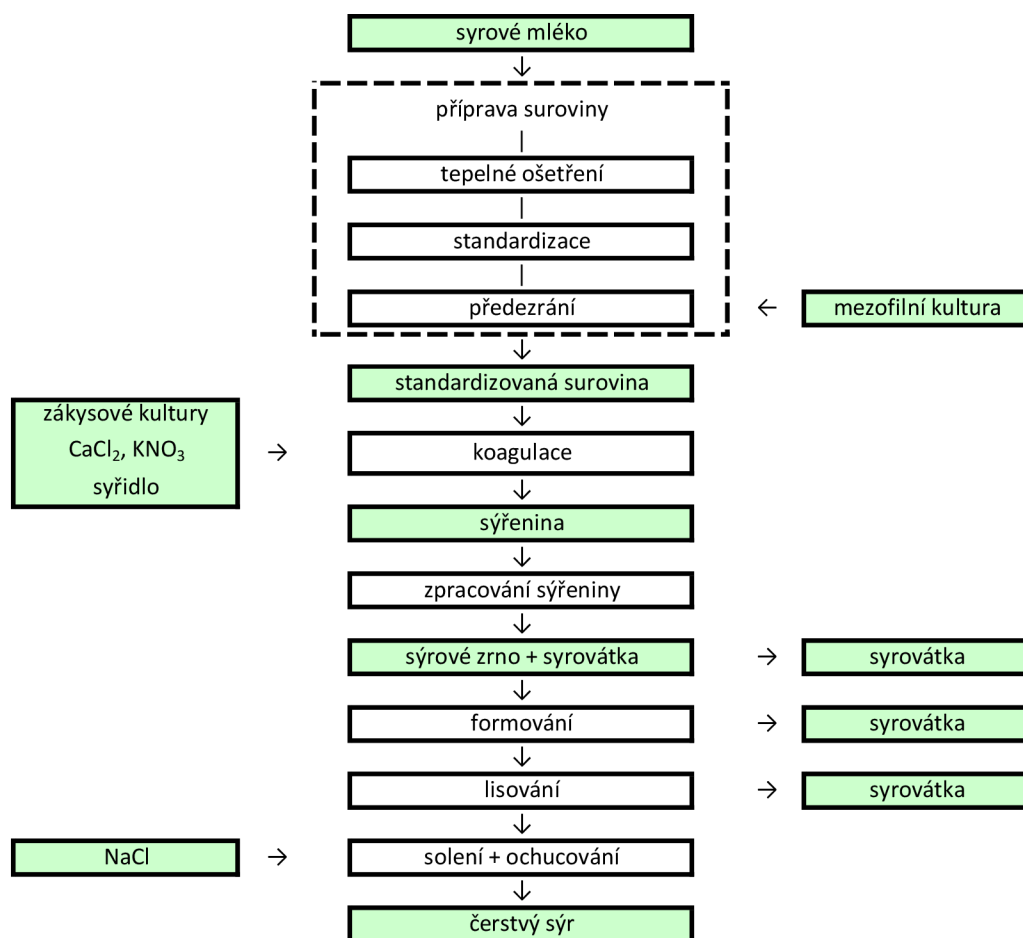 syrové mléko
příprava suroviny
tepelné ošetření
standardizace
předezrání
mezofilní kultura
standardizovaná surovina
zákysové kultury
CaCl₂, KNO₃
syřidlo
koagulace
sýřenina
zpracování sýřeniny
sýrové zrno + syrovátka
syrovátka
formování
syrovátka
lisování
syrovátka
NaCl
solení + ochucování
čerstvý sýr